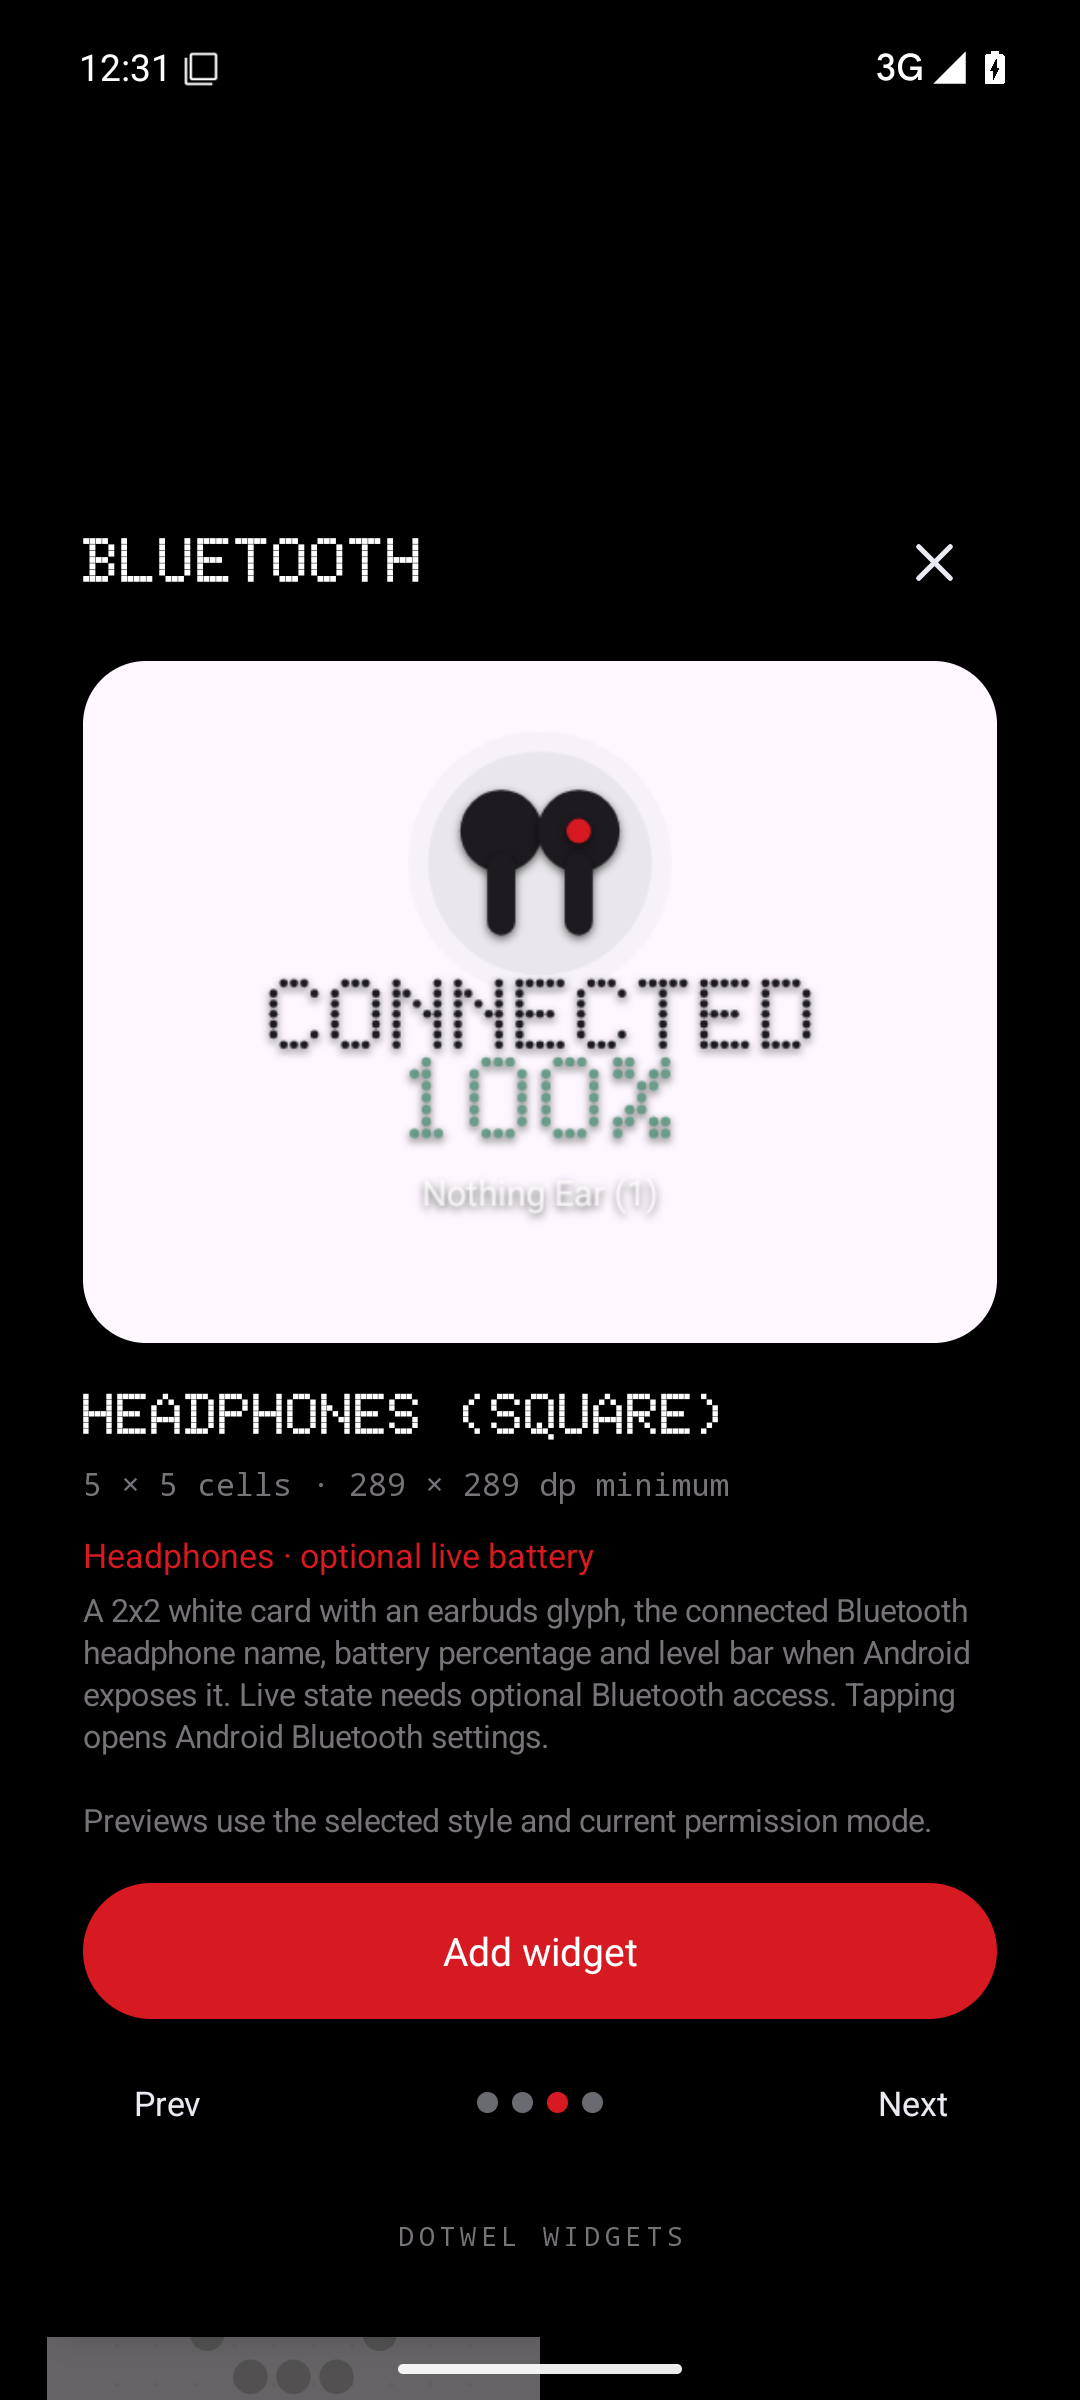 12:31
3G
BLUETOOTH
CONNECTED
100%
Nothing Ear (1)
HEADPHONES (SQUARE)
5 × 5 cells · 289 × 289 dp minimum
Headphones · optional live battery
A 2x2 white card with an earbuds glyph, the connected Bluetooth
headphone name, battery percentage and level bar when Android
exposes it. Live state needs optional Bluetooth access. Tapping
opens Android Bluetooth settings.
Previews use the selected style and current permission mode.
Add widget
Prev
Next
DOTWEL WIDGETS